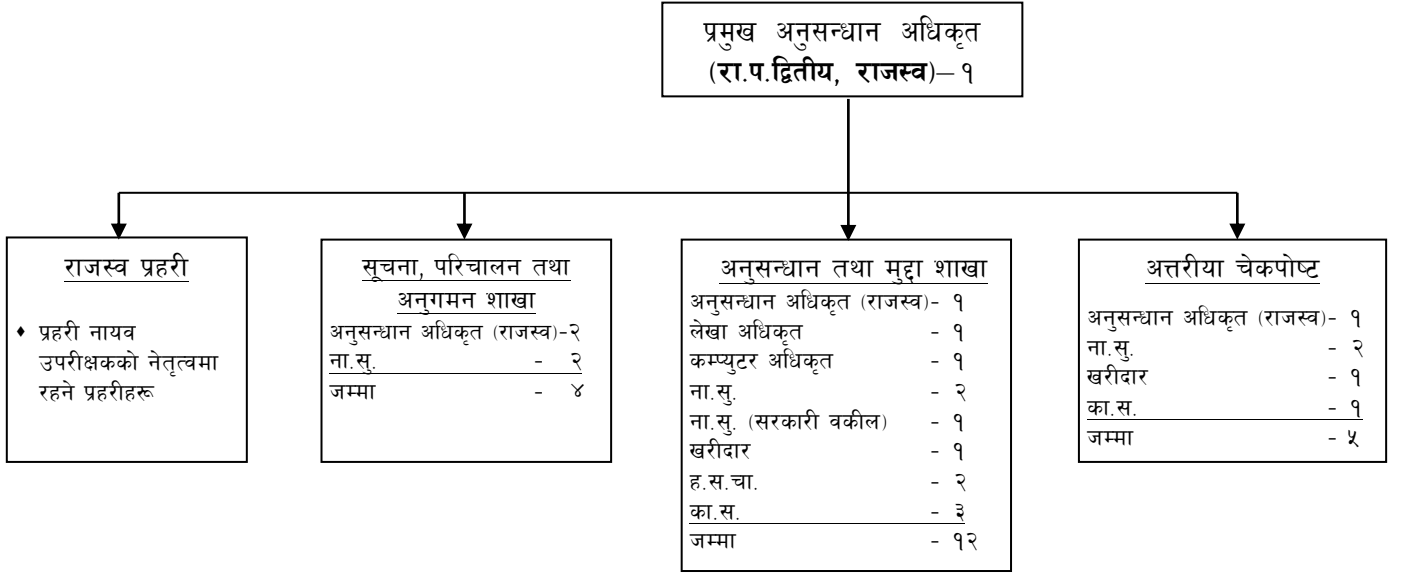 प्रमुख अनुसन्धान अधिकृत
(रा.प.द्वितीय, राजस्व)– १
राजस्व प्रहरी
♦ प्रहरी नायव
उपरीक्षकको नेतृत्वमा
रहने प्रहरीहरू
सूचना, परिचालन तथा
अनुगमन शाखा
अनुसन्धान अधिकृत (राजस्व)-२
ना.सु. - २
जम्मा - ४
अनुसन्धान तथा मुद्दा शाखा
अनुसन्धान अधिकृत (राजस्व)- १
लेखा अधिकृत - १
कम्प्युटर अधिकृत - १
ना.सु. - २
ना.सु. (सरकारी वकील) - १
खरीदार - १
ह.स.चा. - २
का.स. - ३
जम्मा - १२
अत्तरीया चेकपोष्ट
अनुसन्धान अधिकृत (राजस्व)- १
ना.सु. - २
खरीदार - १
का.स. - १
जम्मा - ५